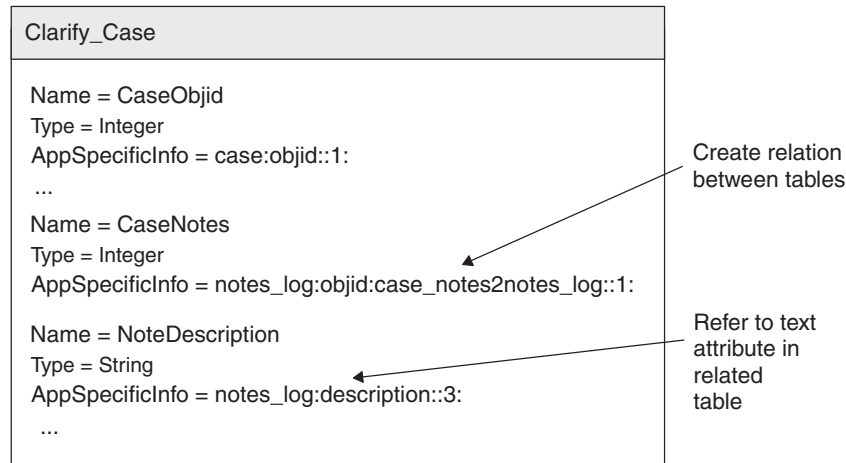 Clarify_Case
Name = CaseObjid
Type = Integer
AppSpecificInfo = case:objid::1:
...
Name = CaseNotes
Type = Integer
AppSpecificInfo = notes_log:objid:case_notes2notes_log::1:
Name = NoteDescription
Type = String
AppSpecificInfo = notes_log:description::3:
...
Create relation
between tables
Refer to text
attribute in
related
table